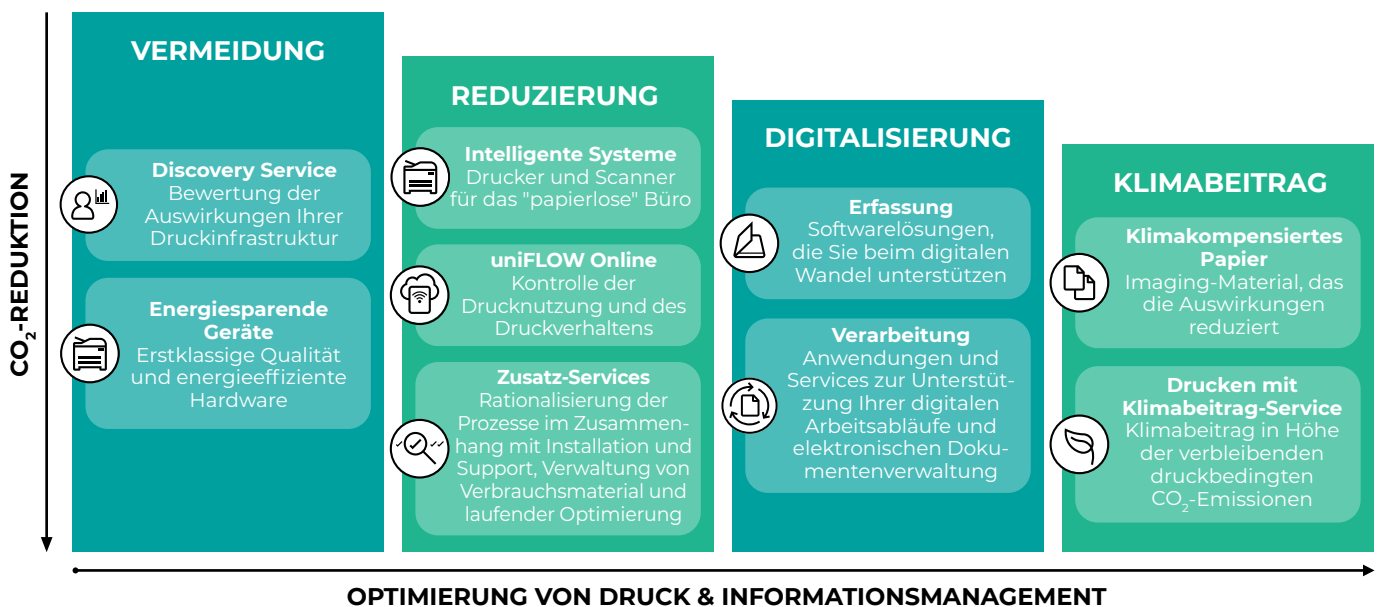 CO₂-REDUKTION
VERMEIDUNG
Discovery Service
Bewertung der
Auswirkungen Ihrer
Druckinfrastruktur
Energiesparende
Geräte
Erstklassige Qualität
und energieeffiziente
Hardware
REDUZIERUNG
Intelligente Systeme
Drucker und Scanner
für das "papierlose" Büro
uniFLOW Online
Kontrolle der
Drucknutzung und des
Druckverhaltens
Zusatz-Services
Rationalisierung der
Prozesse im Zusammen-
hang mit Installation und
Support, Verwaltung von
Verbrauchsmaterial und
laufender Optimierung
DIGITALISIERUNG
Erfassung
Softwarelösungen,
die Sie beim digitalen
Wandel unterstützen
Verarbeitung
Anwendungen und
Services zur Unterstüt-
zung Ihrer digitalen
Arbeitsabläufe und
elektronischen Doku-
mentenverwaltung
KLIMABEITRAG
Klimakompensiertes
Papier
Imaging-Material, das
die Auswirkungen
reduziert
Drucken mit
Klimabeitrag-Service
Klimabeitrag in Höhe
der verbleibenden
druckbedingten
CO₂-Emissionen
OPTIMIERUNG VON DRUCK & INFORMATIONSMANAGEMENT